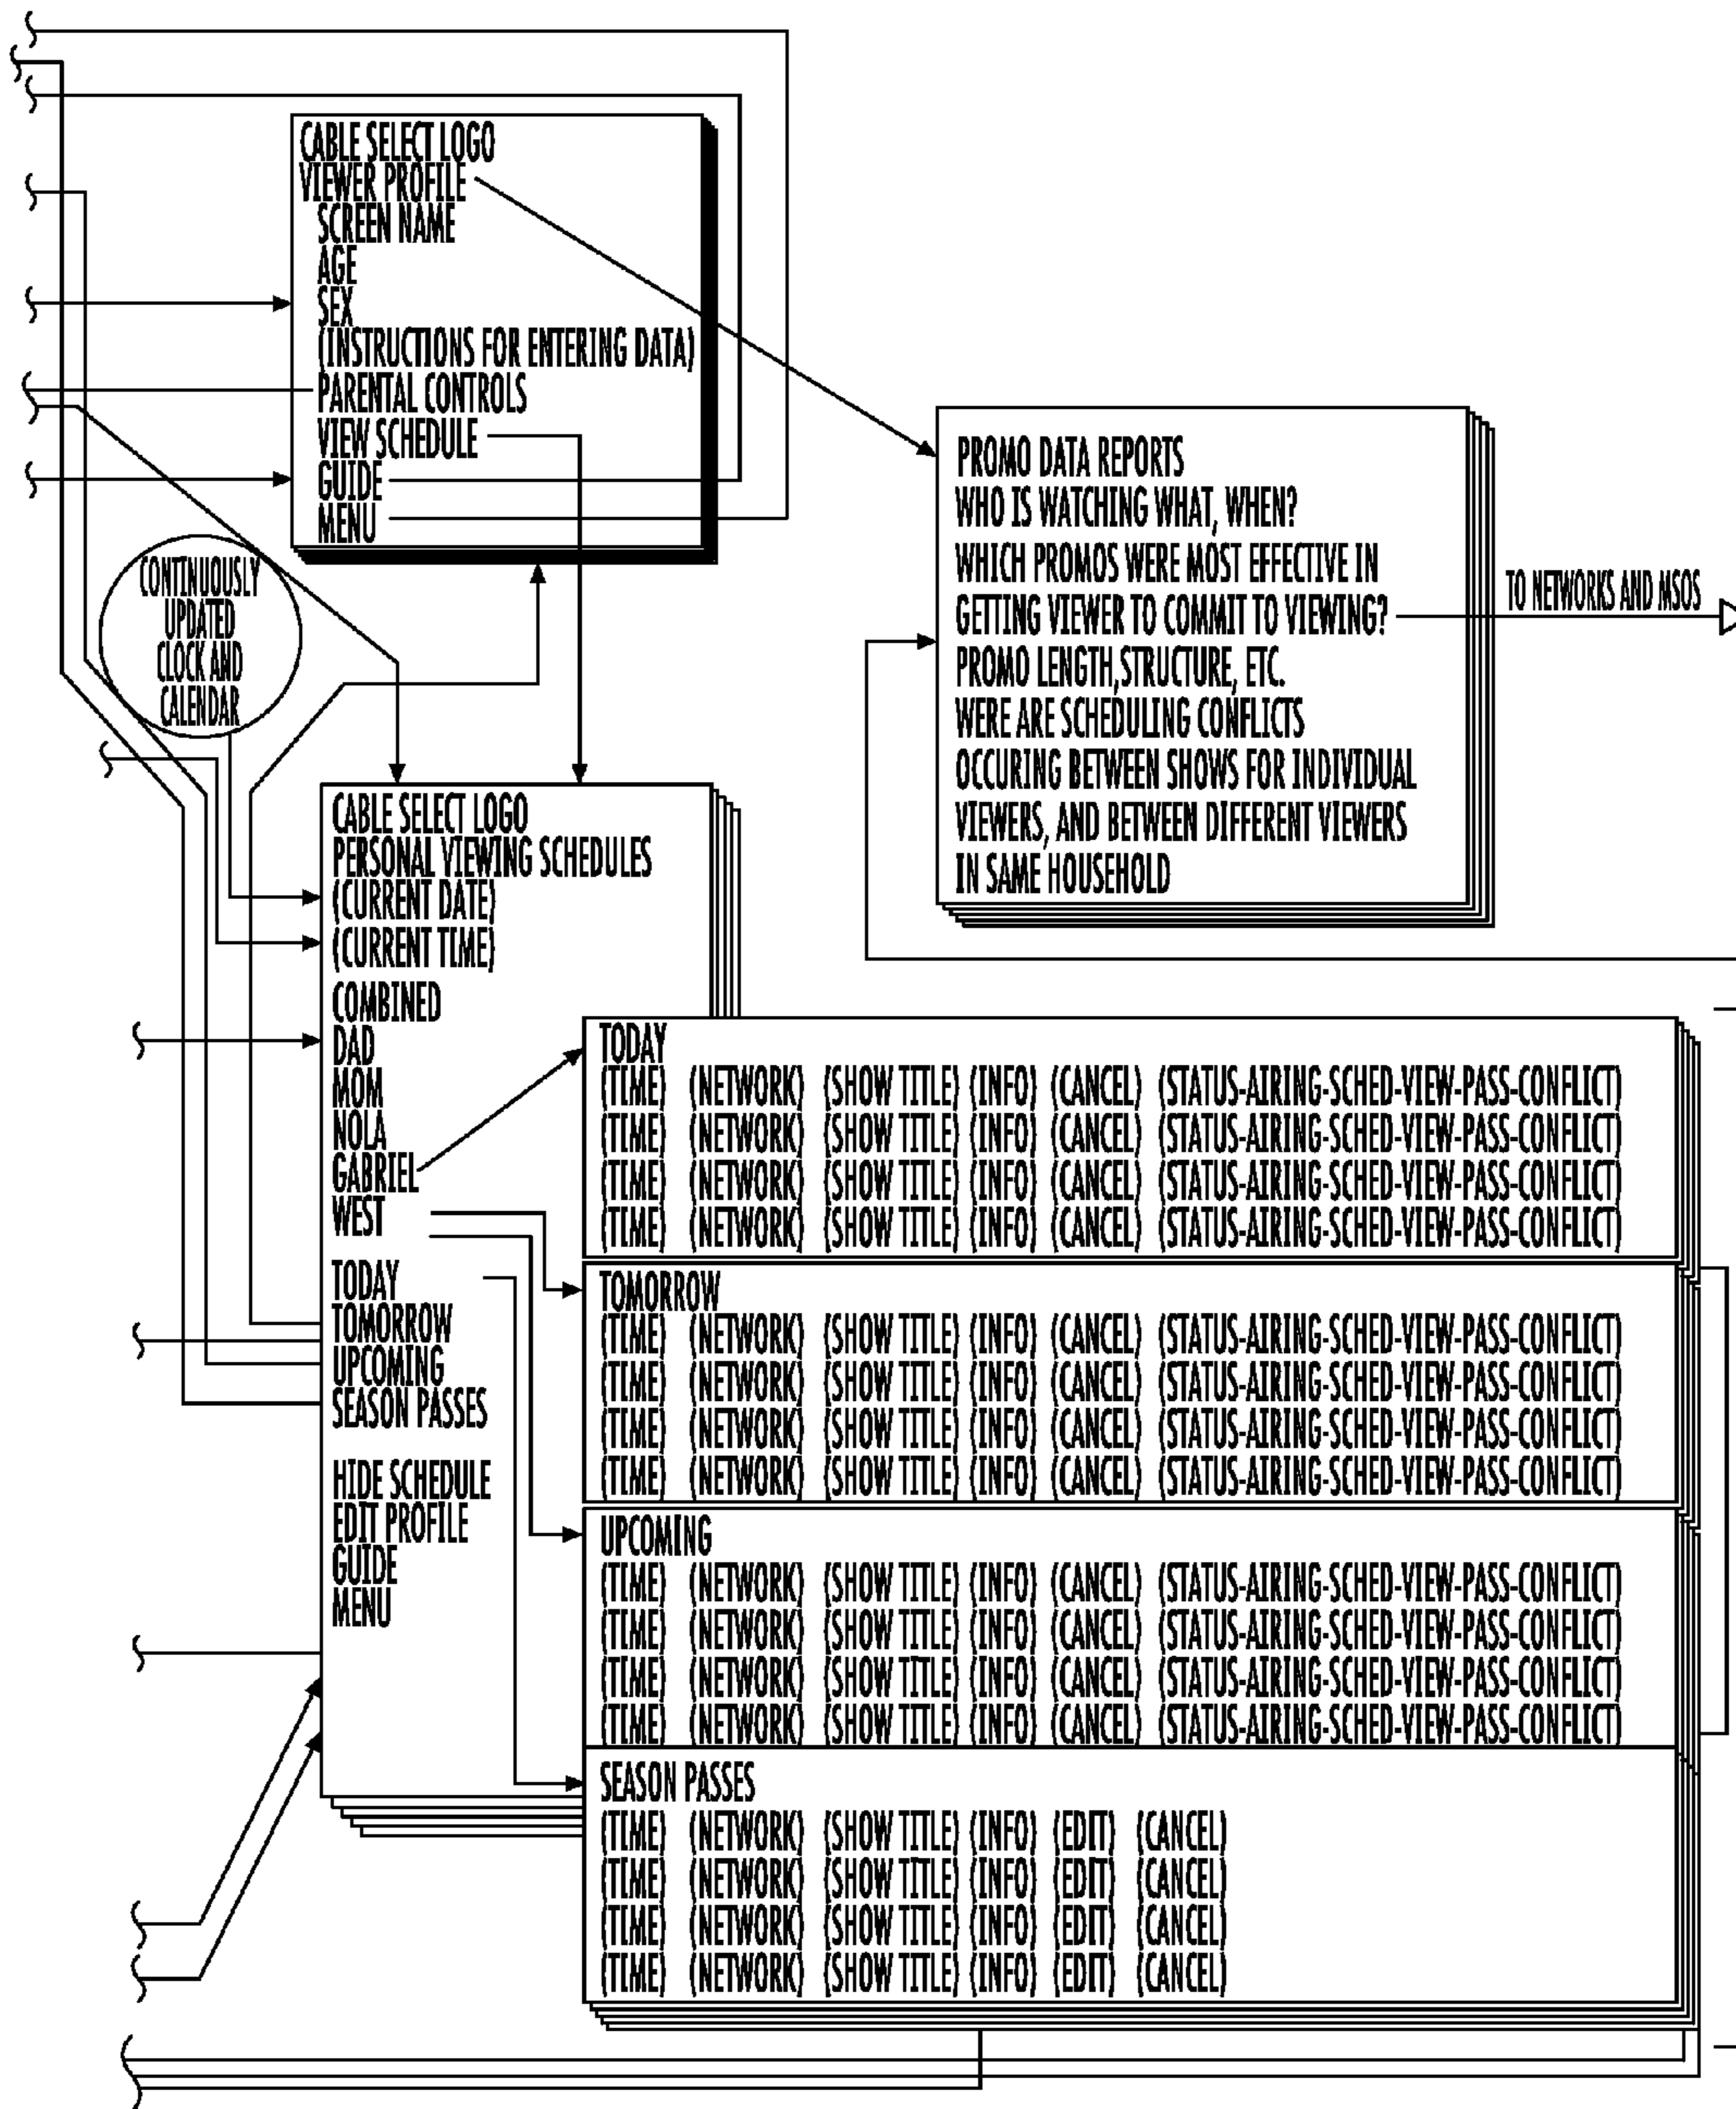 CABLE SELECT LOGO
VIEWER PROFILE
SCREEN NAME
AGE
SEX
(INSTRUCTIONS FOR ENTERING DATA)
PARENTAL CONTROLS
VIEW SCHEDULE
GUIDE
MENU
CONTINUOUSLY
UPDATED
CLOCK AND
CALENDAR
PROMO DATA REPORTS
WHO IS WATCHING WHAT, WHEN?
WHICH PROMOS WERE MOST EFFECTIVE IN
GETTING VIEWER TO COMMIT TO VIEWING?
PROMO LENGTH,STRUCTURE, ETC.
WERE ARE SCHEDULING CONFLICTS
OCCURING BETWEEN SHOWS FOR INDIVIDUAL
VIEWERS, AND BETWEEN DIFFERENT VIEWERS
IN SAME HOUSEHOLD
TO NETWORKS AND MSOS
CABLE SELECT LOGO
PERSONAL VIEWING SCHEDULES
(CURRENT DATE)
(CURRENT TIME)
COMBINED
DAD
MOM
NOLA
GABRIEL
WEST
TODAY
TOMORROW
UPCOMING
SEASON PASSES
HIDE SCHEDULE
EDIT PROFILE
GUIDE
MENU
TODAY
(TIME) (NETWORK) (SHOW TITLE) (INFO) (CANCEL) (STATUS-AIRING-SCHED-VIEW-PASS-CONFLICT)
(TIME) (NETWORK) (SHOW TITLE) (INFO) (CANCEL) (STATUS-AIRING-SCHED-VIEW-PASS-CONFLICT)
(TIME) (NETWORK) (SHOW TITLE) (INFO) (CANCEL) (STATUS-AIRING-SCHED-VIEW-PASS-CONFLICT)
(TIME) (NETWORK) (SHOW TITLE) (INFO) (CANCEL) (STATUS-AIRING-SCHED-VIEW-PASS-CONFLICT)
TOMORROW
(TIME) (NETWORK) (SHOW TITLE) (INFO) (CANCEL) (STATUS-AIRING-SCHED-VIEW-PASS-CONFLICT)
(TIME) (NETWORK) (SHOW TITLE) (INFO) (CANCEL) (STATUS-AIRING-SCHED-VIEW-PASS-CONFLICT)
(TIME) (NETWORK) (SHOW TITLE) (INFO) (CANCEL) (STATUS-AIRING-SCHED-VIEW-PASS-CONFLICT)
(TIME) (NETWORK) (SHOW TITLE) (INFO) (CANCEL) (STATUS-AIRING-SCHED-VIEW-PASS-CONFLICT)
UPCOMING
(TIME) (NETWORK) (SHOW TITLE) (INFO) (CANCEL) (STATUS-AIRING-SCHED-VIEW-PASS-CONFLICT)
(TIME) (NETWORK) (SHOW TITLE) (INFO) (CANCEL) (STATUS-AIRING-SCHED-VIEW-PASS-CONFLICT)
(TIME) (NETWORK) (SHOW TITLE) (INFO) (CANCEL) (STATUS-AIRING-SCHED-VIEW-PASS-CONFLICT)
(TIME) (NETWORK) (SHOW TITLE) (INFO) (CANCEL) (STATUS-AIRING-SCHED-VIEW-PASS-CONFLICT)
SEASON PASSES
(TIME) (NETWORK) (SHOW TITLE) (INFO) (EDIT) (CANCEL)
(TIME) (NETWORK) (SHOW TITLE) (INFO) (EDIT) (CANCEL)
(TIME) (NETWORK) (SHOW TITLE) (INFO) (EDIT) (CANCEL)
(TIME) (NETWORK) (SHOW TITLE) (INFO) (EDIT) (CANCEL)